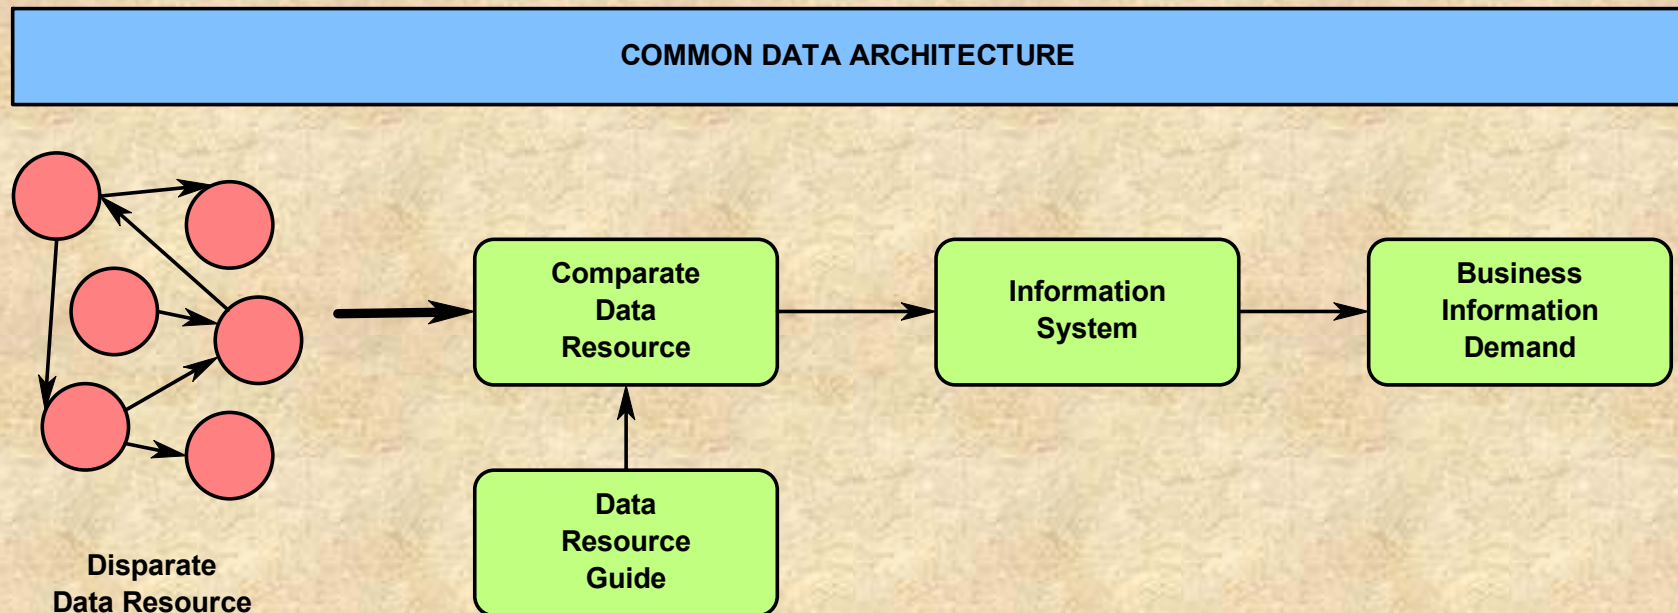 COMMON DATA ARCHITECTURE
Disparate
Data Resource
Comparate
Data
Resource
Data
Resource
Guide
Information
System
Business
Information
Demand